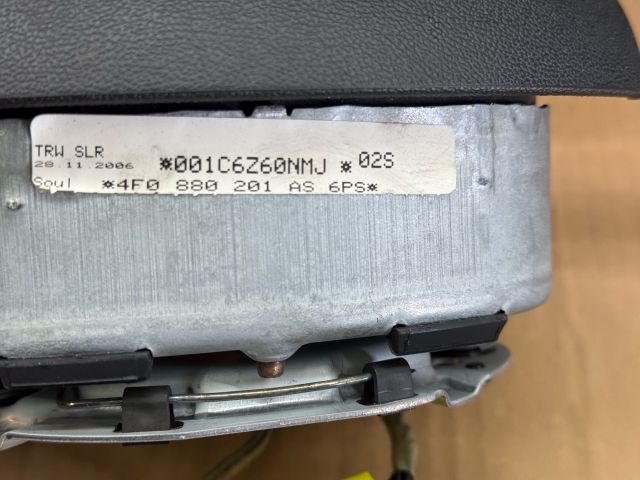 TRW SLR
28.11.2006 *001C6Z60NMJ * 02S
Soul *4F0 880 201 AS 6PS*